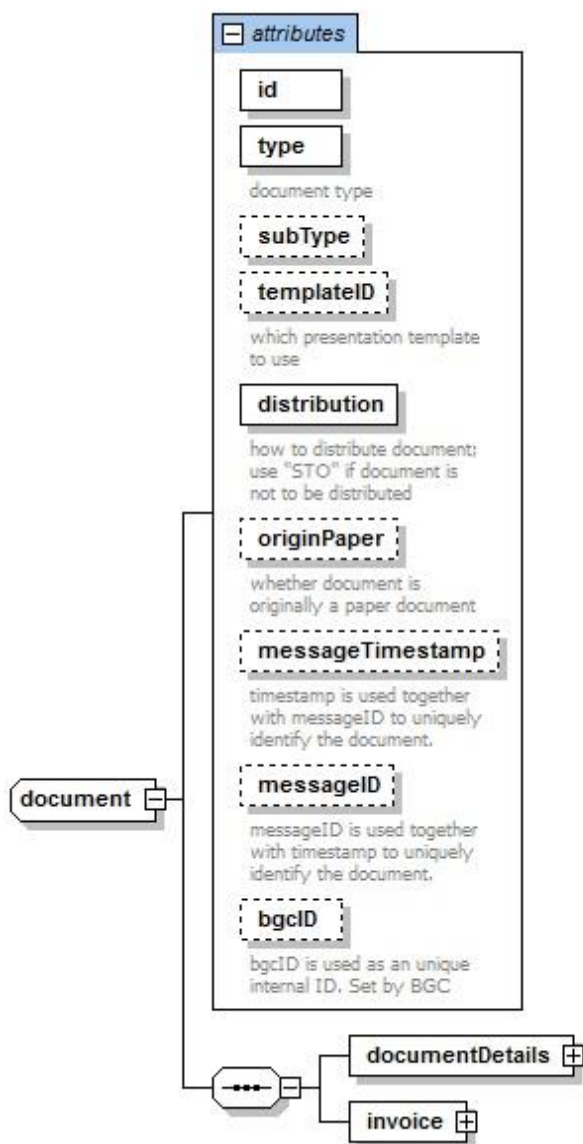 attributes
id
type
document type
subType
templateID
which presentation template
to use
distribution
how to distribute document;
use "STO" if document is
not to be distributed
originPaper
whether document is
originally a paper document
messageTimestamp
timestamp is used together
with messageID to uniquely
identify the document.
document
messageID
messageID is used together
with timestamp to uniquely
identify the document.
bgcID
bgcID is used as an unique
internal ID. Set by BGC
documentDetails
invoice